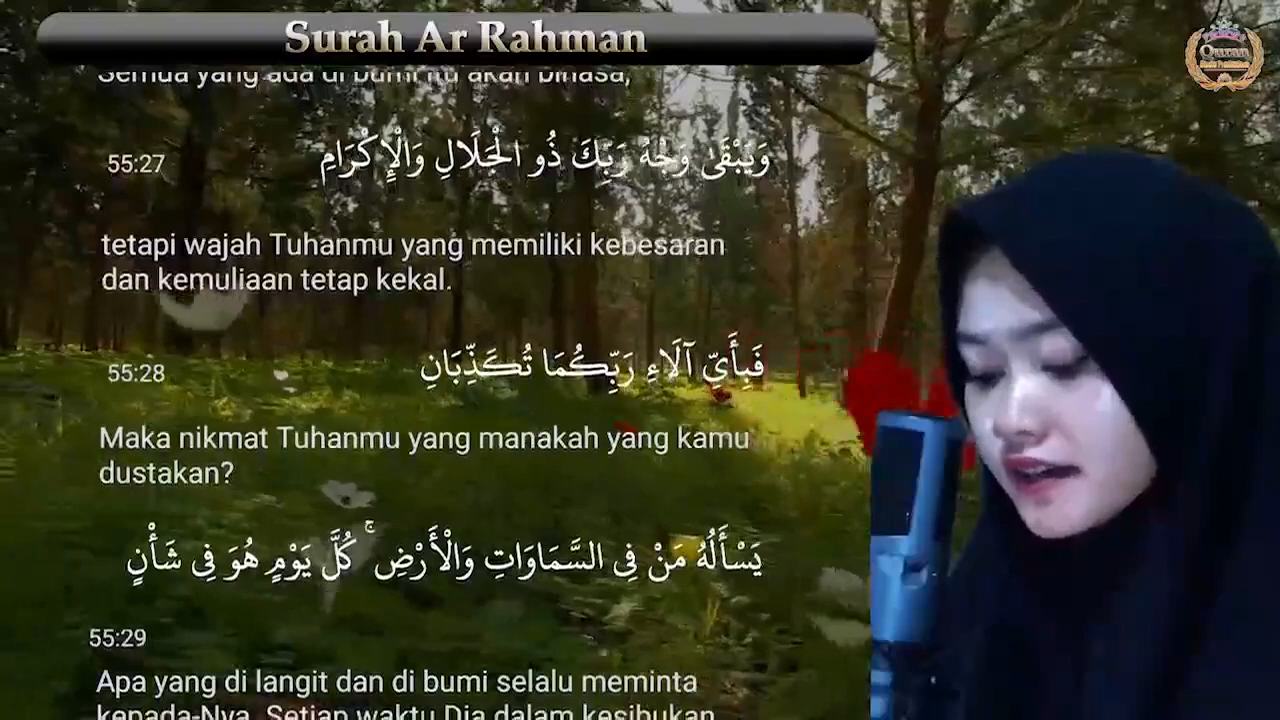 Surah Ar Rahman
Quran
Semua yang ada di bumi itu akan binasa,
وَيَبْقَىٰ وَجْهُ رَبِّكَ ذُو الْجَلَالِ وَالْإِكْرَامِ
55:27
tetapi wajah Tuhanmu yang memiliki kebesaran
dan kemuliaan tetap kekal.
فَبِأَيِّ آلَاءِ رَبِّكُمَا تُكَذِّبَانِ
55:28
Maka nikmat Tuhanmu yang manakah yang kamu
dustakan?
يَسْأَلُهُ مَنْ فِي السَّمَاوَاتِ وَالْأَرْضِ ۚ كُلَّ يَوْمٍ هُوَ فِي شَأْنٍ
55:29
Apa yang di langit dan di bumi selalu meminta
kepada-Nya. Setiap waktu Dia dalam kesibukan